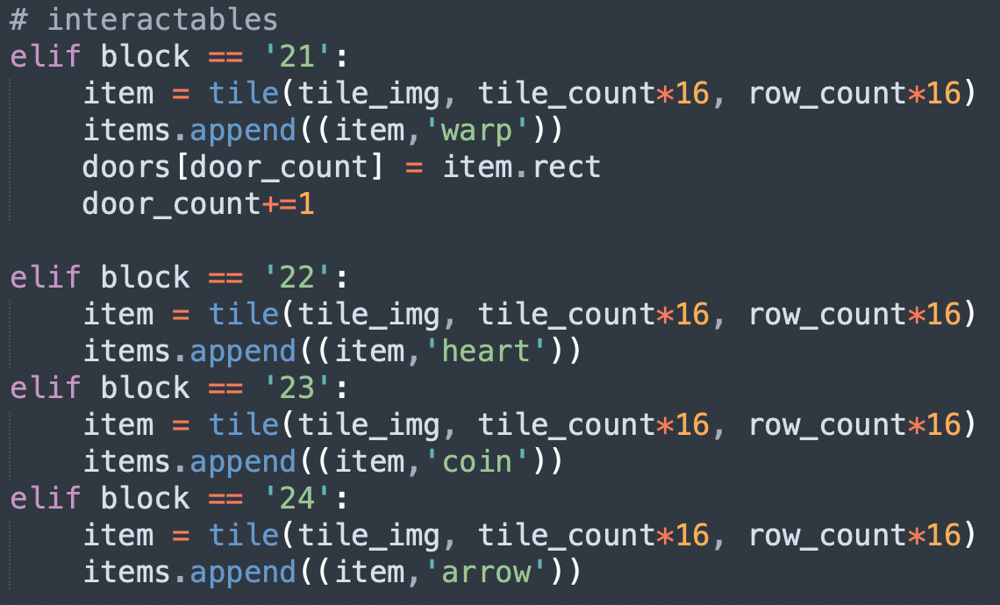 # interactables
elif block == '21':
    item = tile(tile_img, tile_count*16, row_count*16)
    items.append((item,'warp'))
    doors[door_count] = item.rect
    door_count+=1

elif block == '22':
    item = tile(tile_img, tile_count*16, row_count*16)
    items.append((item,'heart'))
elif block == '23':
    item = tile(tile_img, tile_count*16, row_count*16)
    items.append((item,'coin'))
elif block == '24':
    item = tile(tile_img, tile_count*16, row_count*16)
    items.append((item,'arrow'))